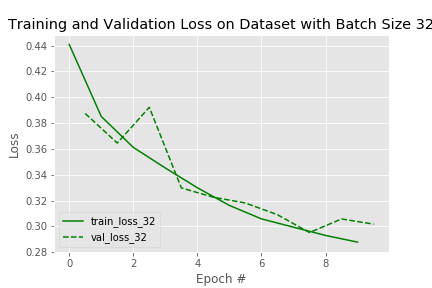 Training and Validation Loss on Dataset with Batch Size 32
0.44
0.42
0.40
0.38
0.36
0.34
0.32
0.30
0.28
Loss
train_loss_32
val_loss_32
0 2 4 6 8
Epoch #